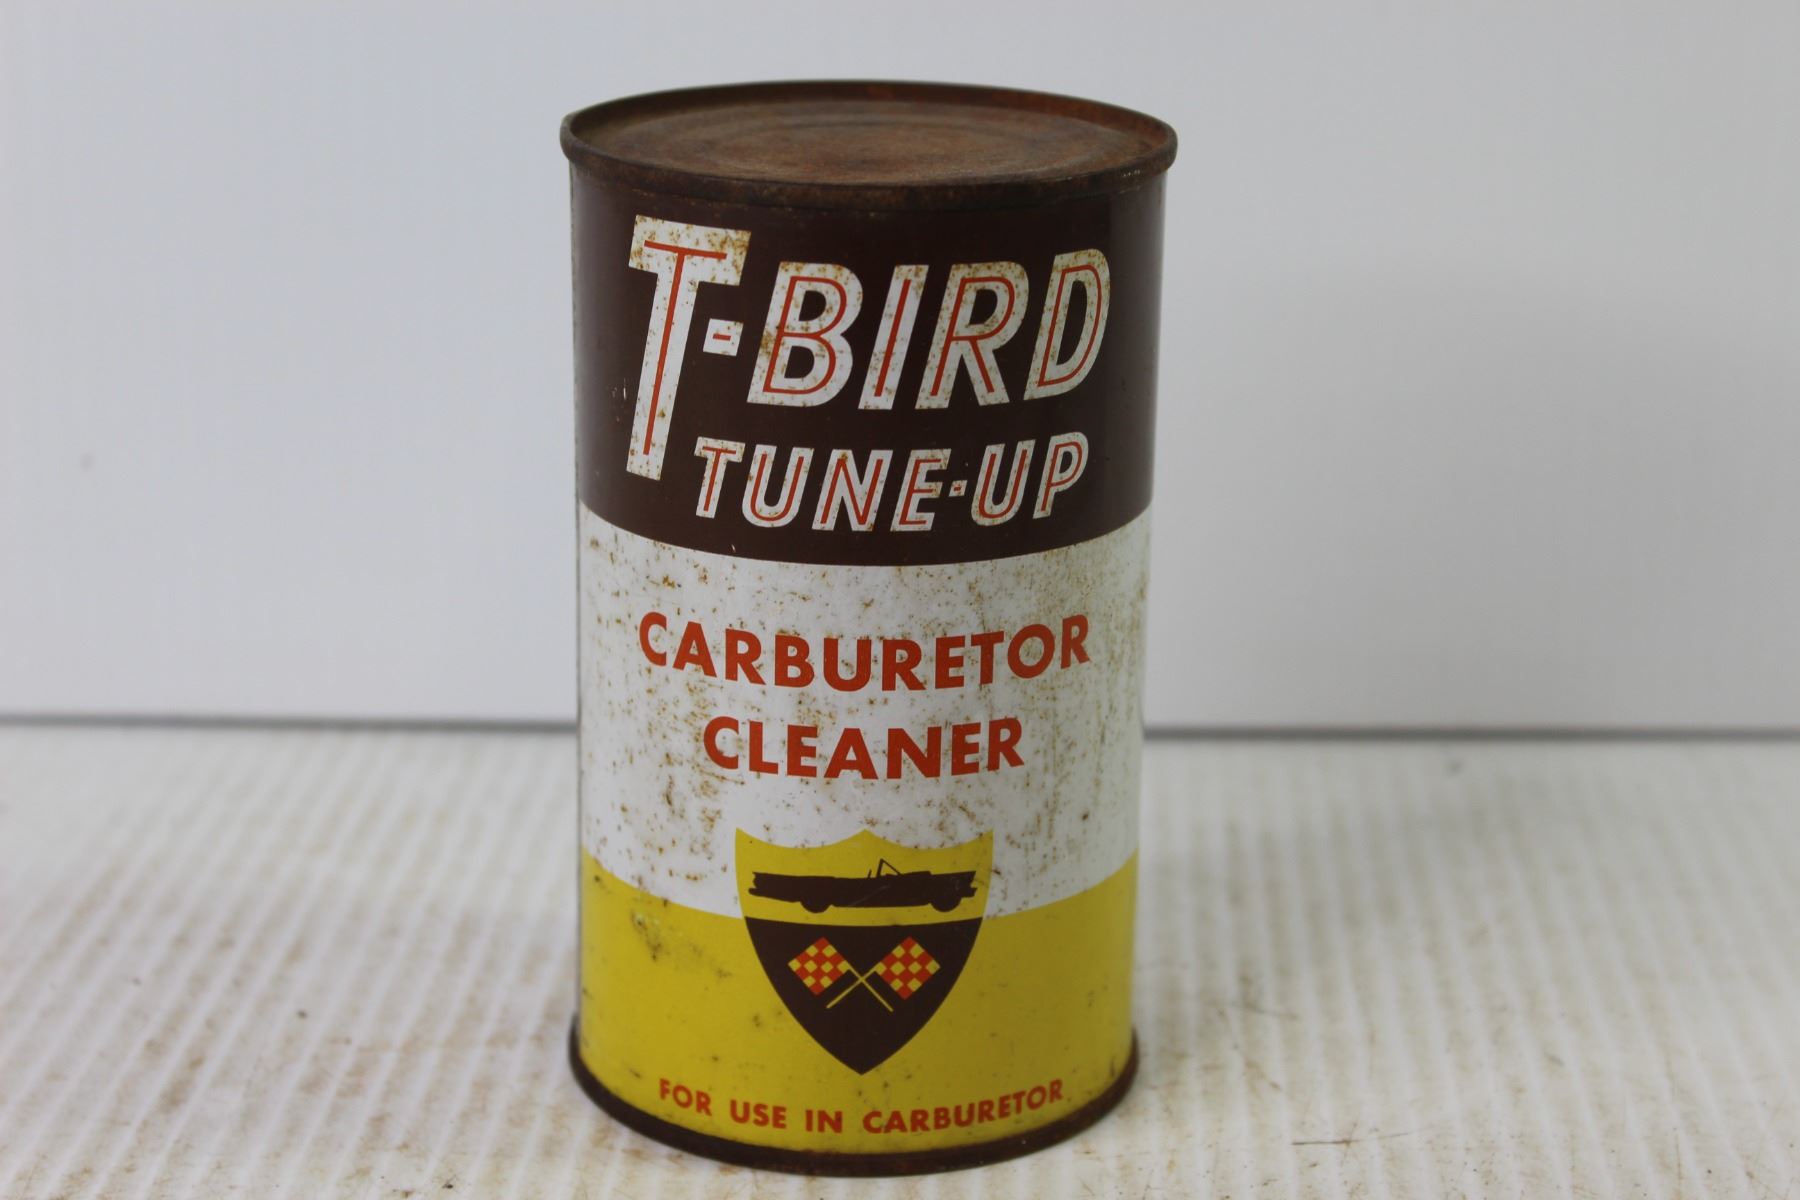 T-BIRD
TUNE-UP
CARBURETOR
CLEANER
FOR USE IN CARBURETOR